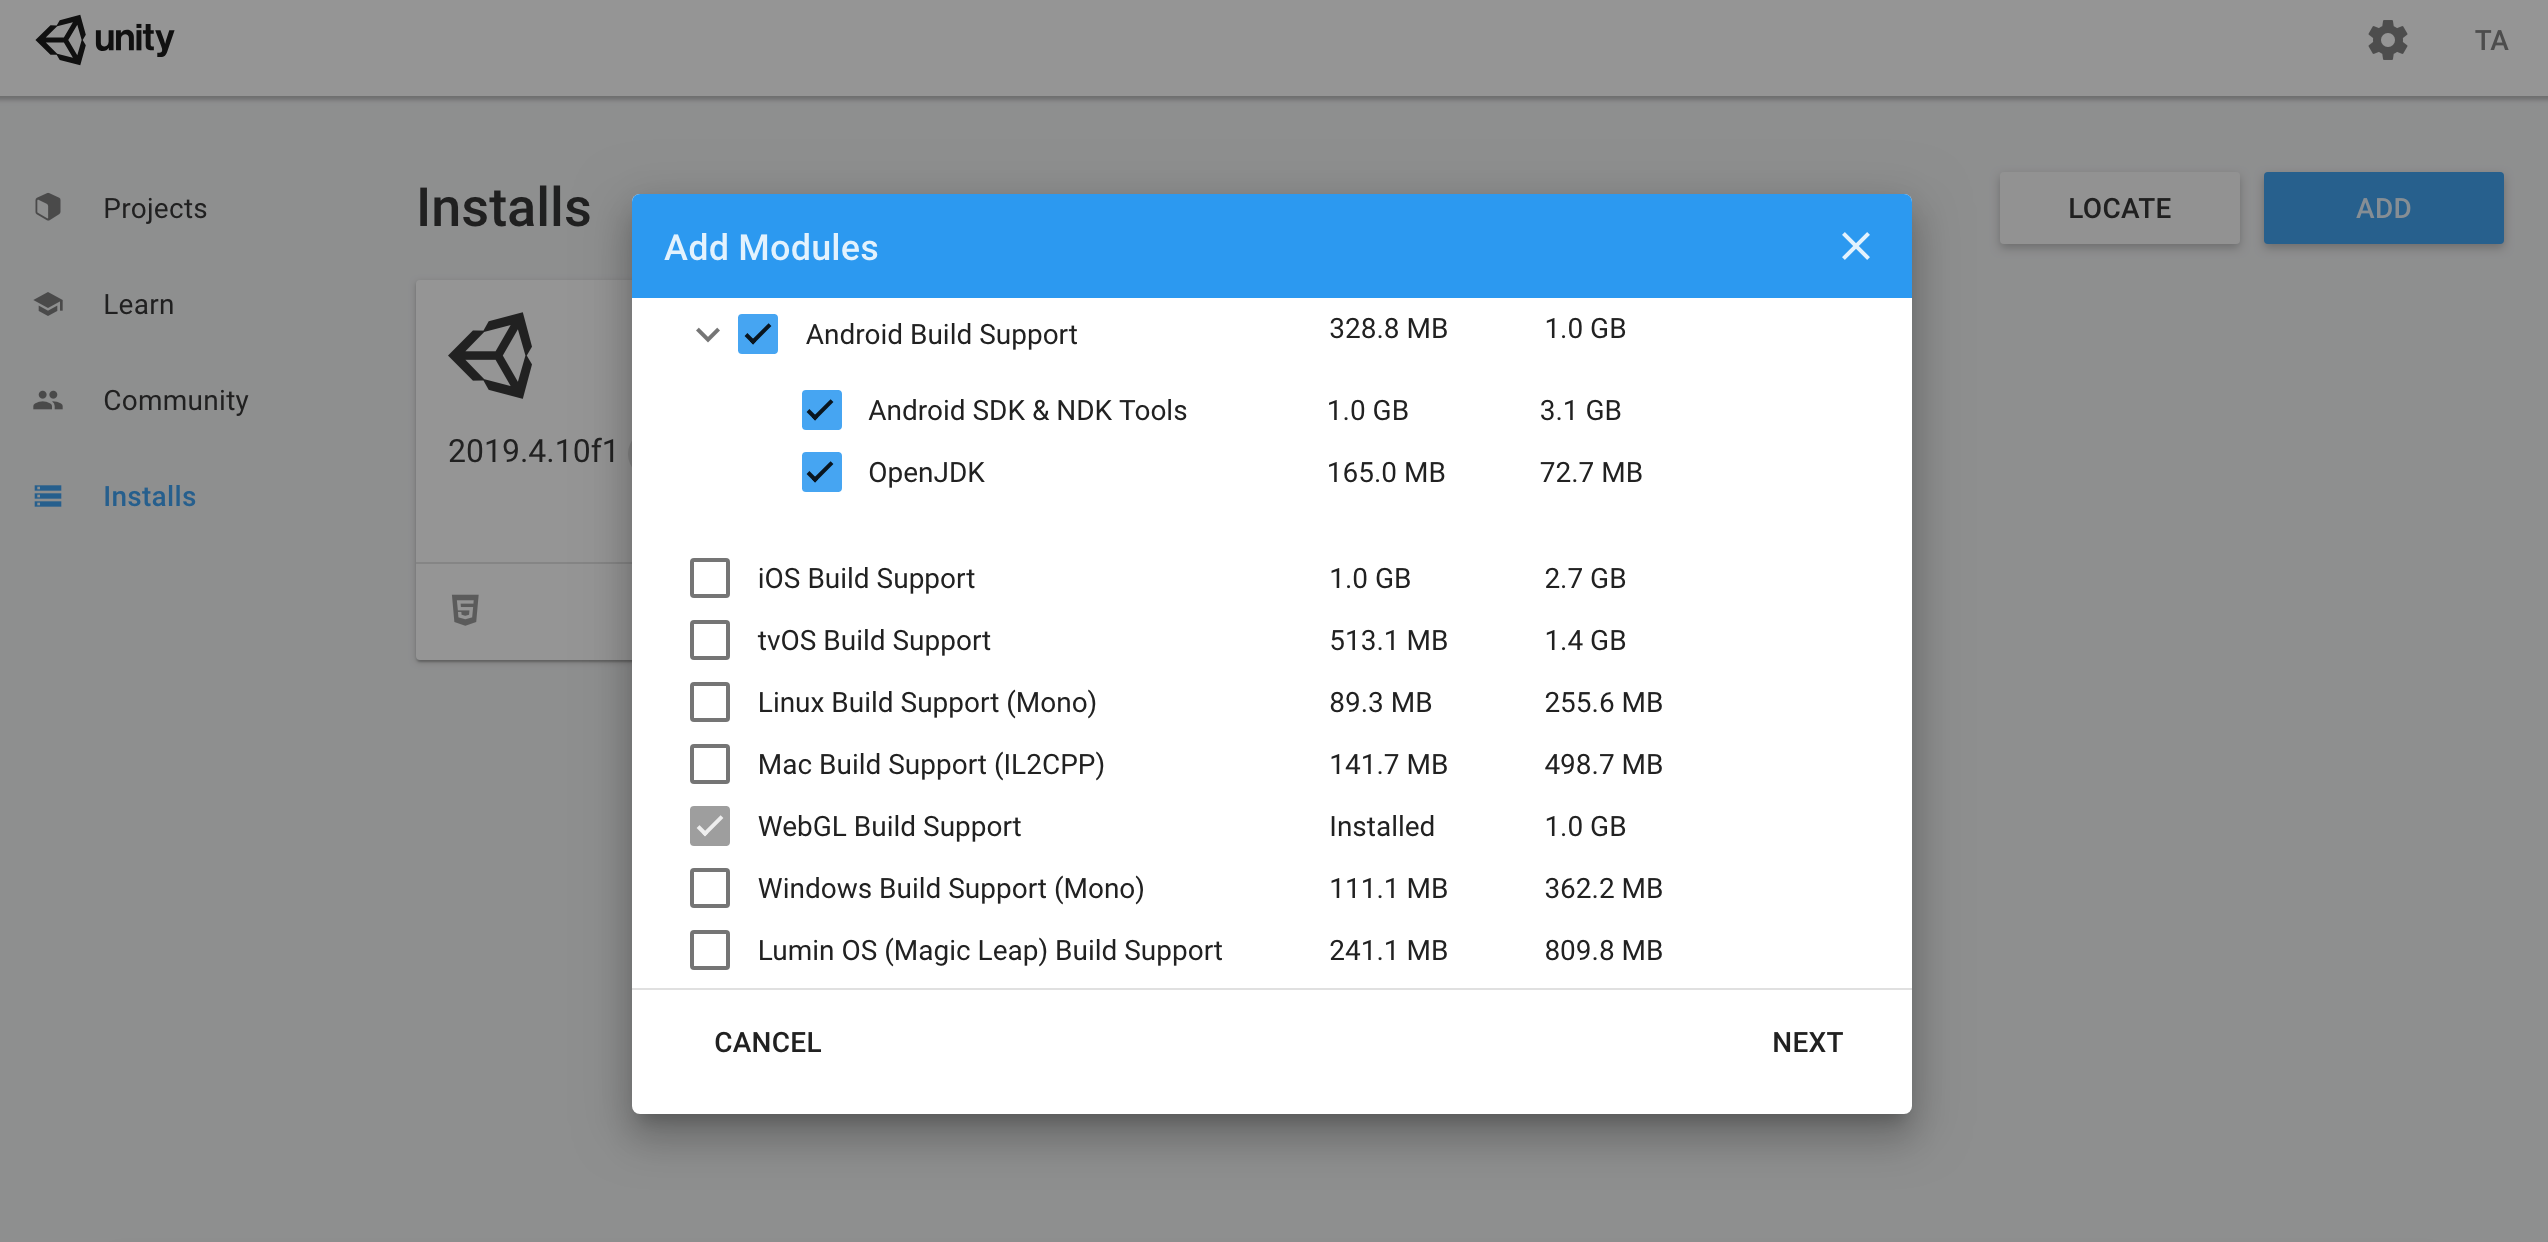 unity
TA
Projects
Learn
Community
Installs
Installs
LOCATE
ADD
2019.4.10f1
Add Modules
Android Build Support 328.8 MB 1.0 GB
Android SDK & NDK Tools 1.0 GB 3.1 GB
OpenJDK 165.0 MB 72.7 MB
iOS Build Support 1.0 GB 2.7 GB
tvOS Build Support 513.1 MB 1.4 GB
Linux Build Support (Mono) 89.3 MB 255.6 MB
Mac Build Support (IL2CPP) 141.7 MB 498.7 MB
WebGL Build Support Installed 1.0 GB
Windows Build Support (Mono) 111.1 MB 362.2 MB
Lumin OS (Magic Leap) Build Support 241.1 MB 809.8 MB
CANCEL
NEXT